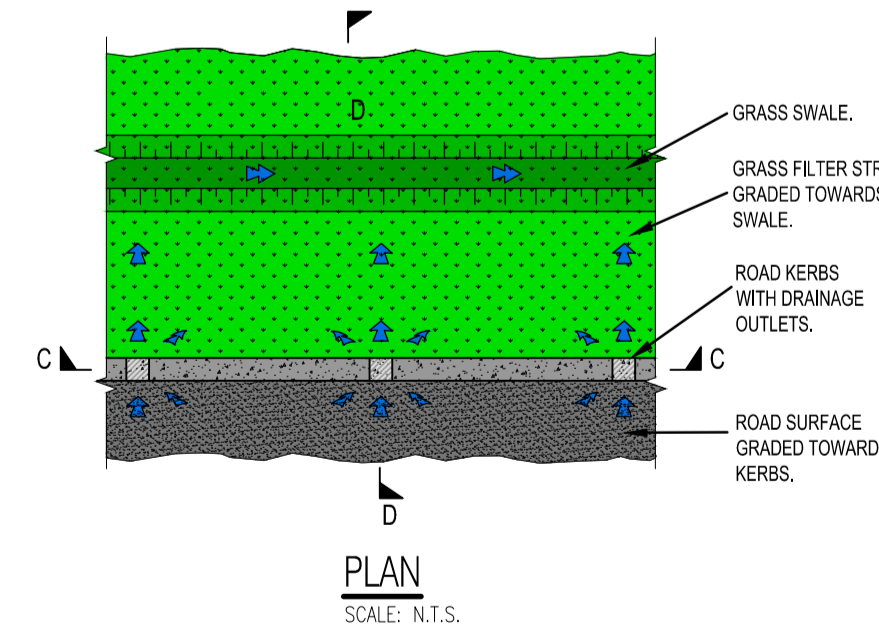 D
GRASS SWALE.
GRASS FILTER STR
GRADED TOWARDS
SWALE.
ROAD KERBS
WITH DRAINAGE
OUTLETS.
C
C
ROAD SURFACE
GRADED TOWARD
KERBS.
D
PLAN
SCALE: N.T.S.